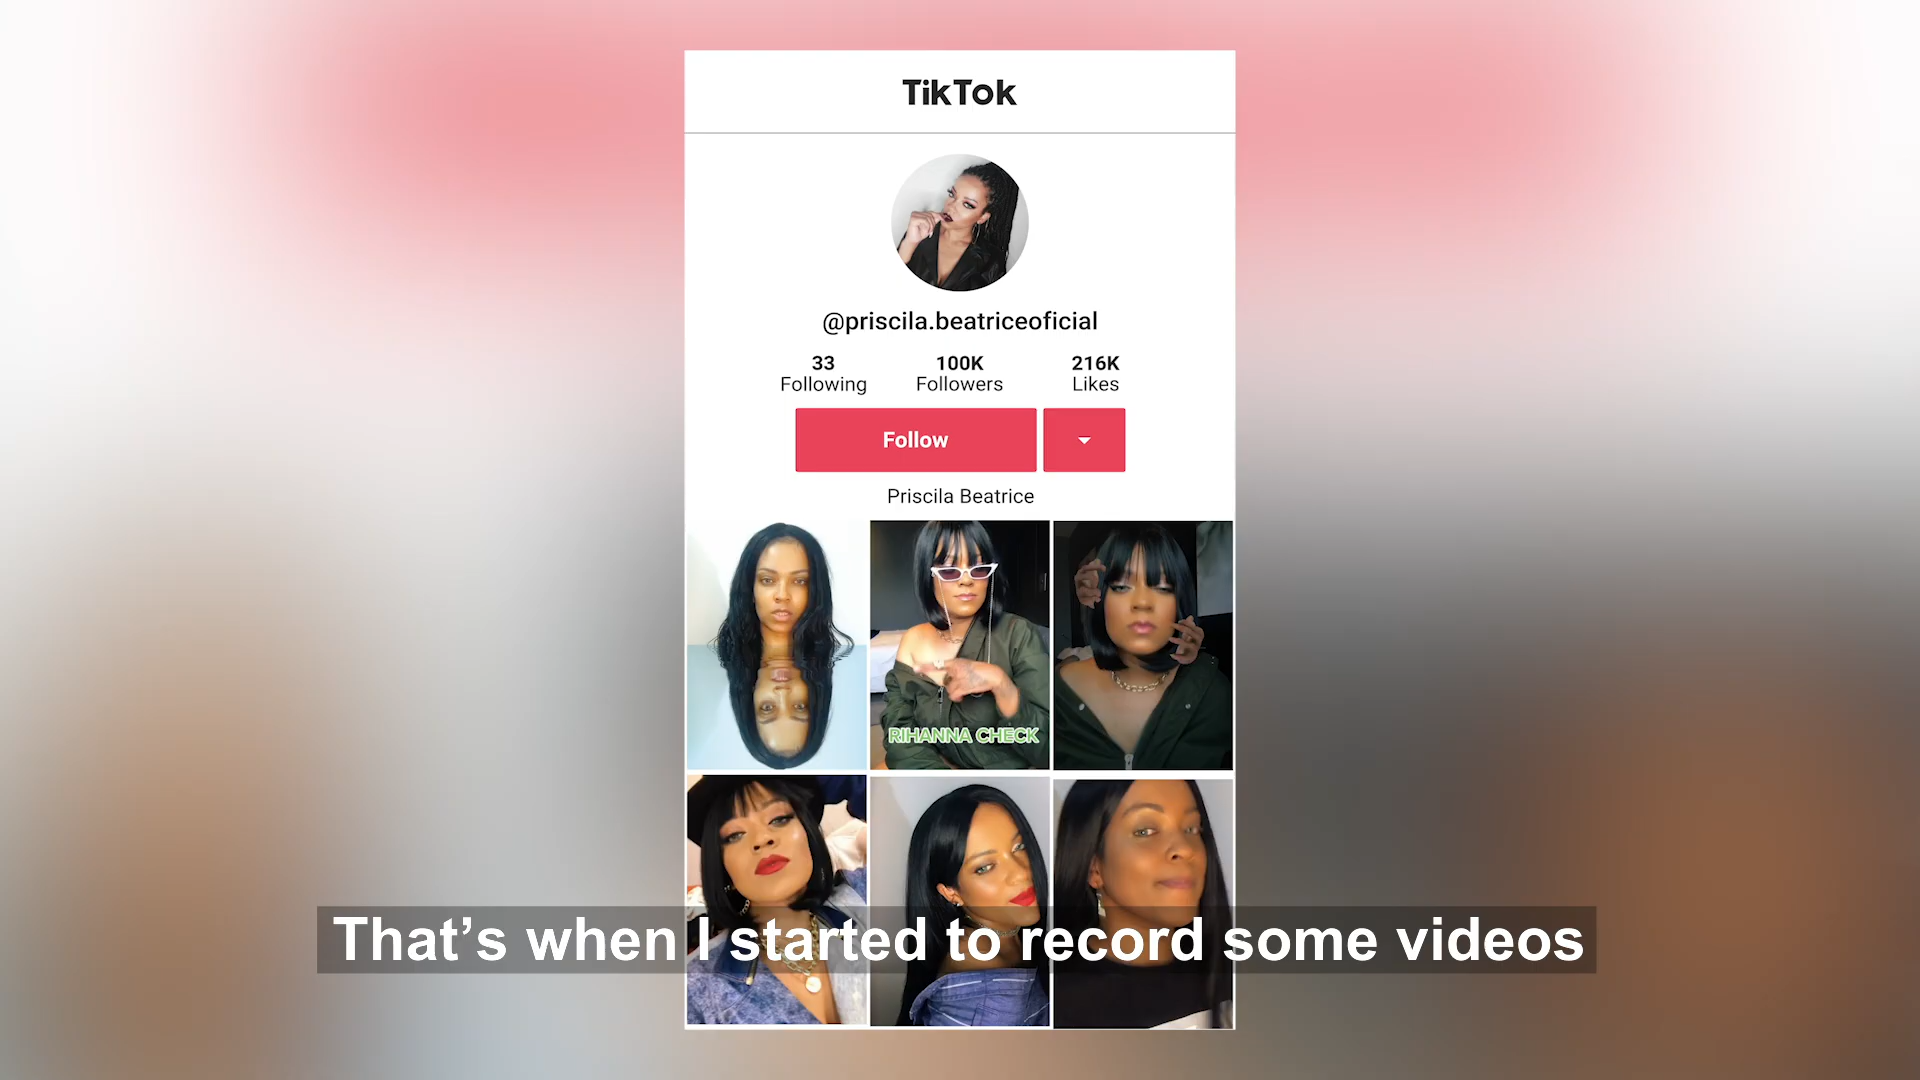 TikTok
@priscila.beatriceoficial
33 100K 216K
Following Followers Likes
Follow
Priscila Beatrice
RIHANNA CHECK
That’s when I started to record some videos